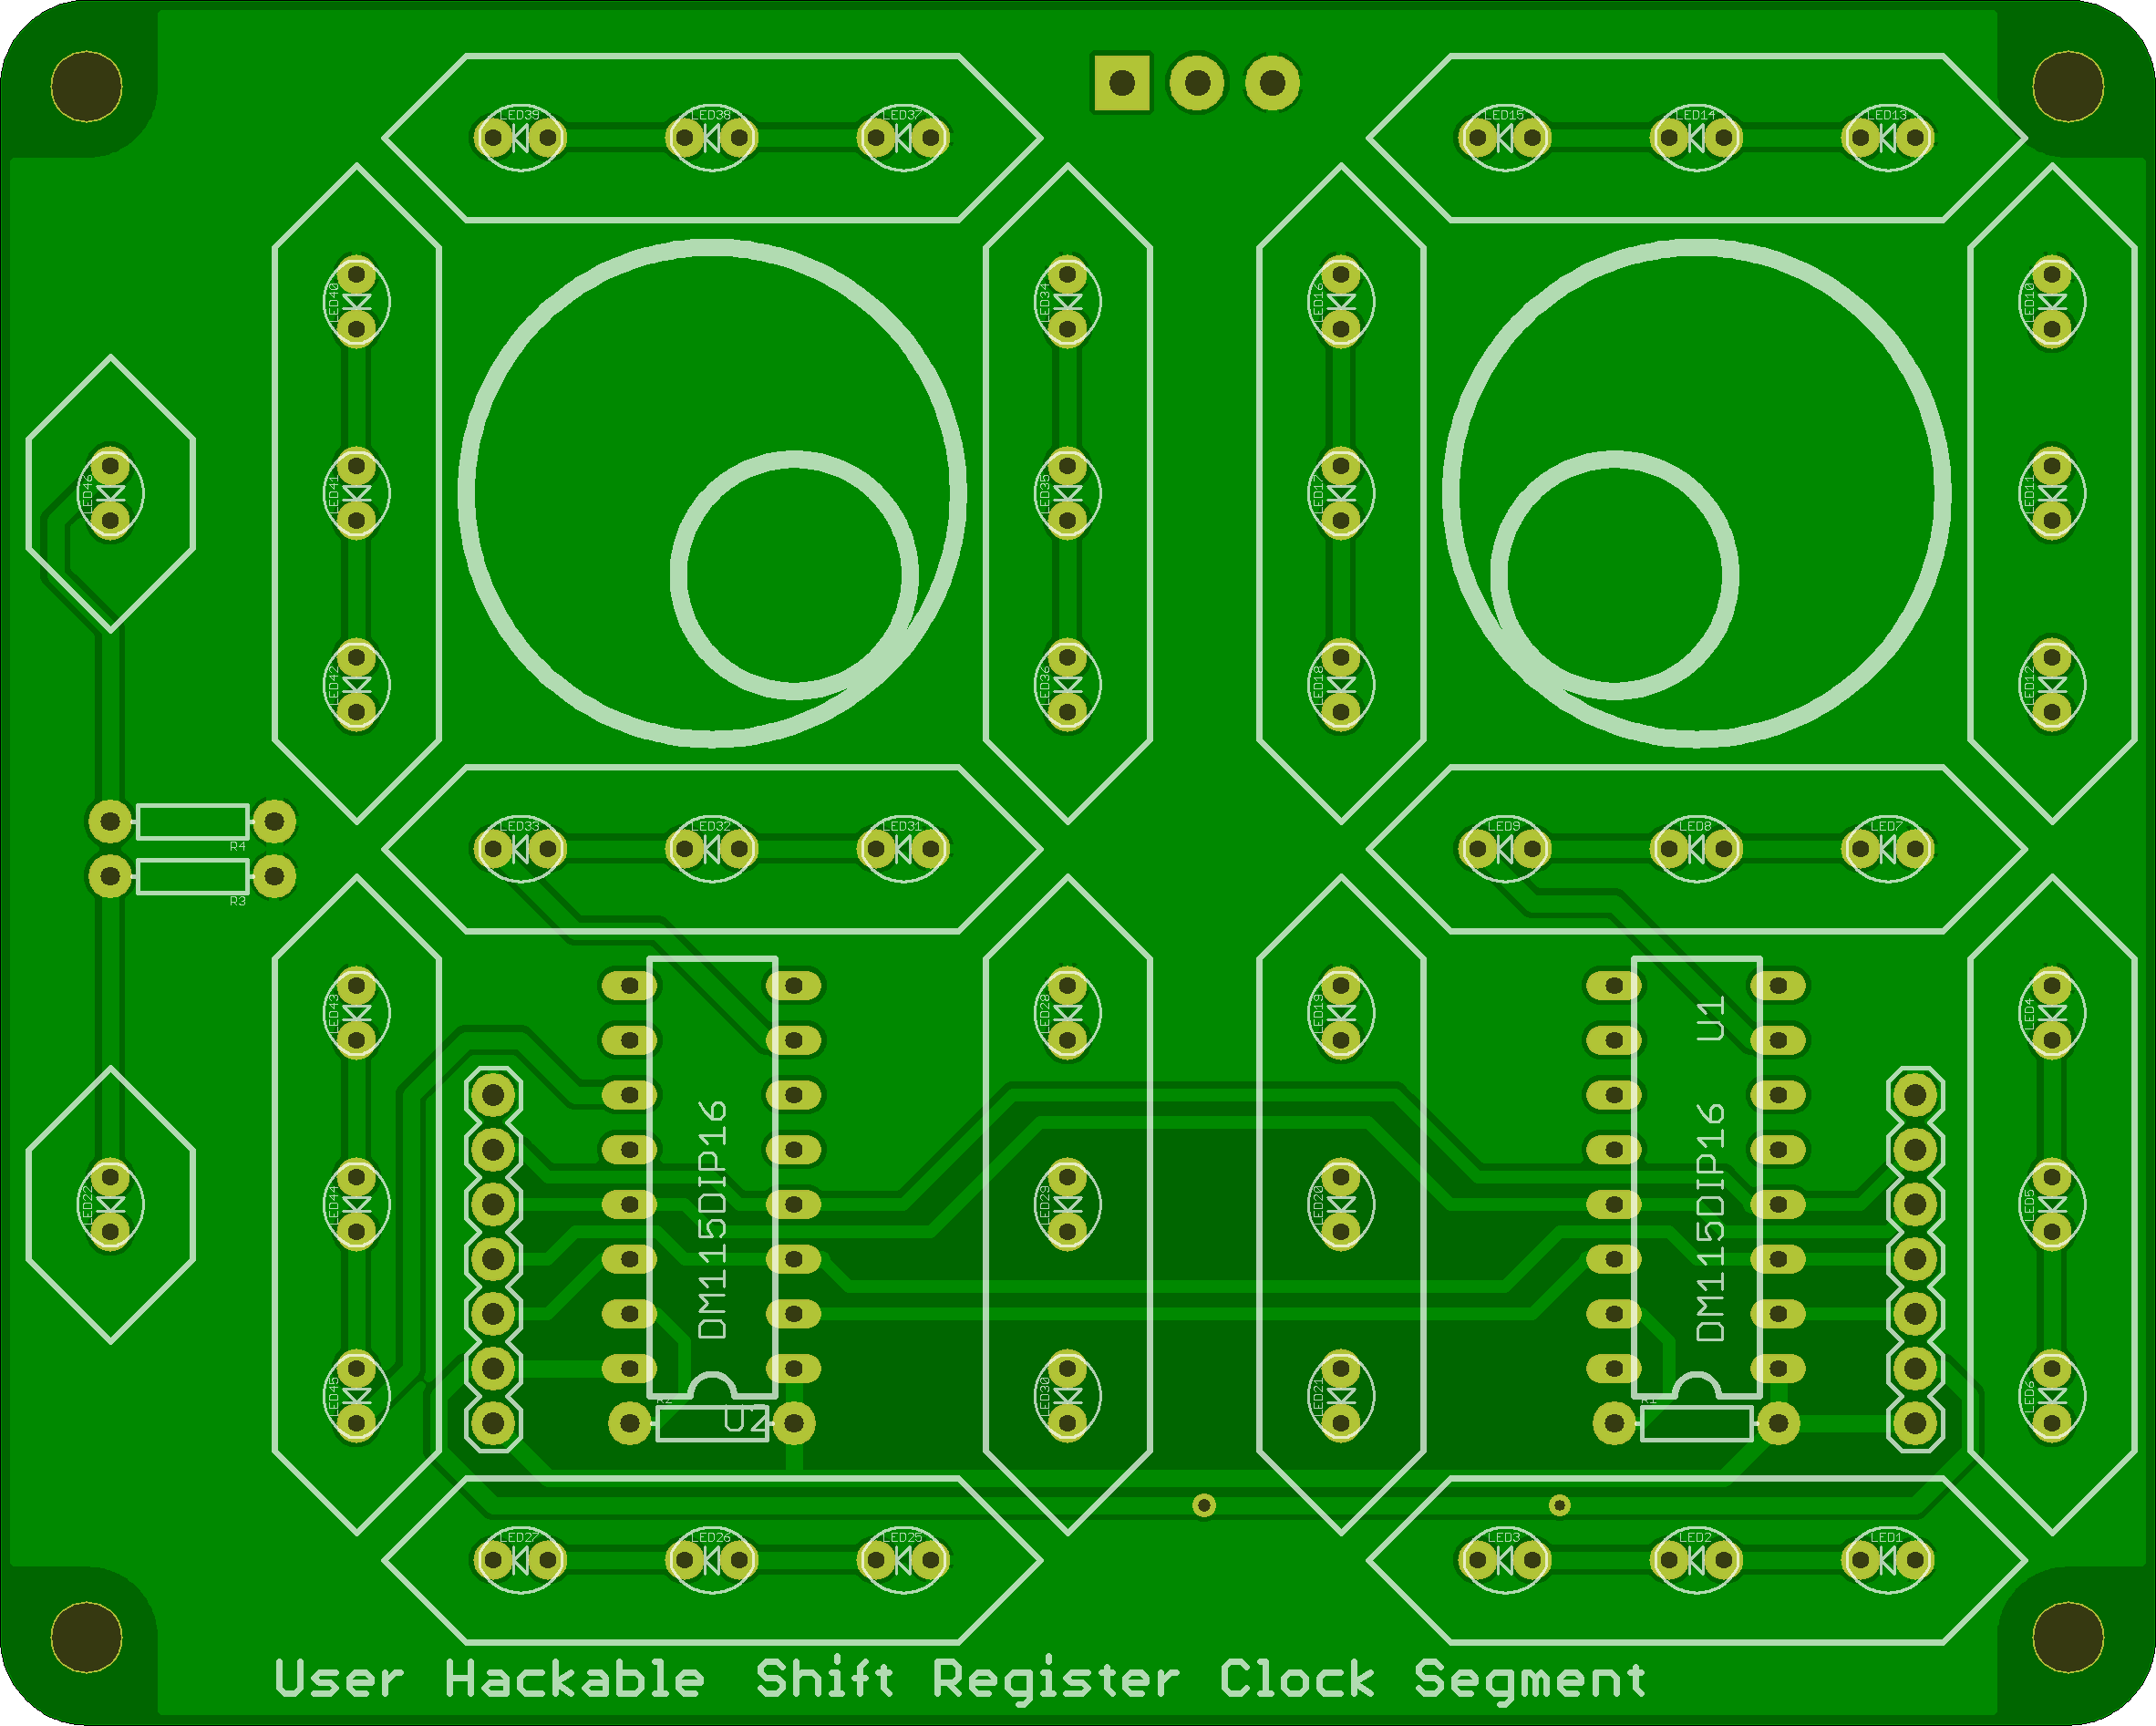 LED39 LED38 LED37 LED15 LED14 LED13
LED40 LED34 LED16 LED10
LED46 LED41 LED35 LED17 LED11
LED42 LED36 LED18 LED12
R4
LED33 LED32 LED31 LED9 LED8 LED7
R3
LED43 LED28 LED19 U1 LED4
DM115DIP16 DM115DIP16
LED22 LED44 LED29 LED20 LED5
LED45 R2 U2 LED30 LED21 R1 LED6
LED27 LED26 LED25 LED3 LED2 LED1
User Hackable Shift Register Clock Segment